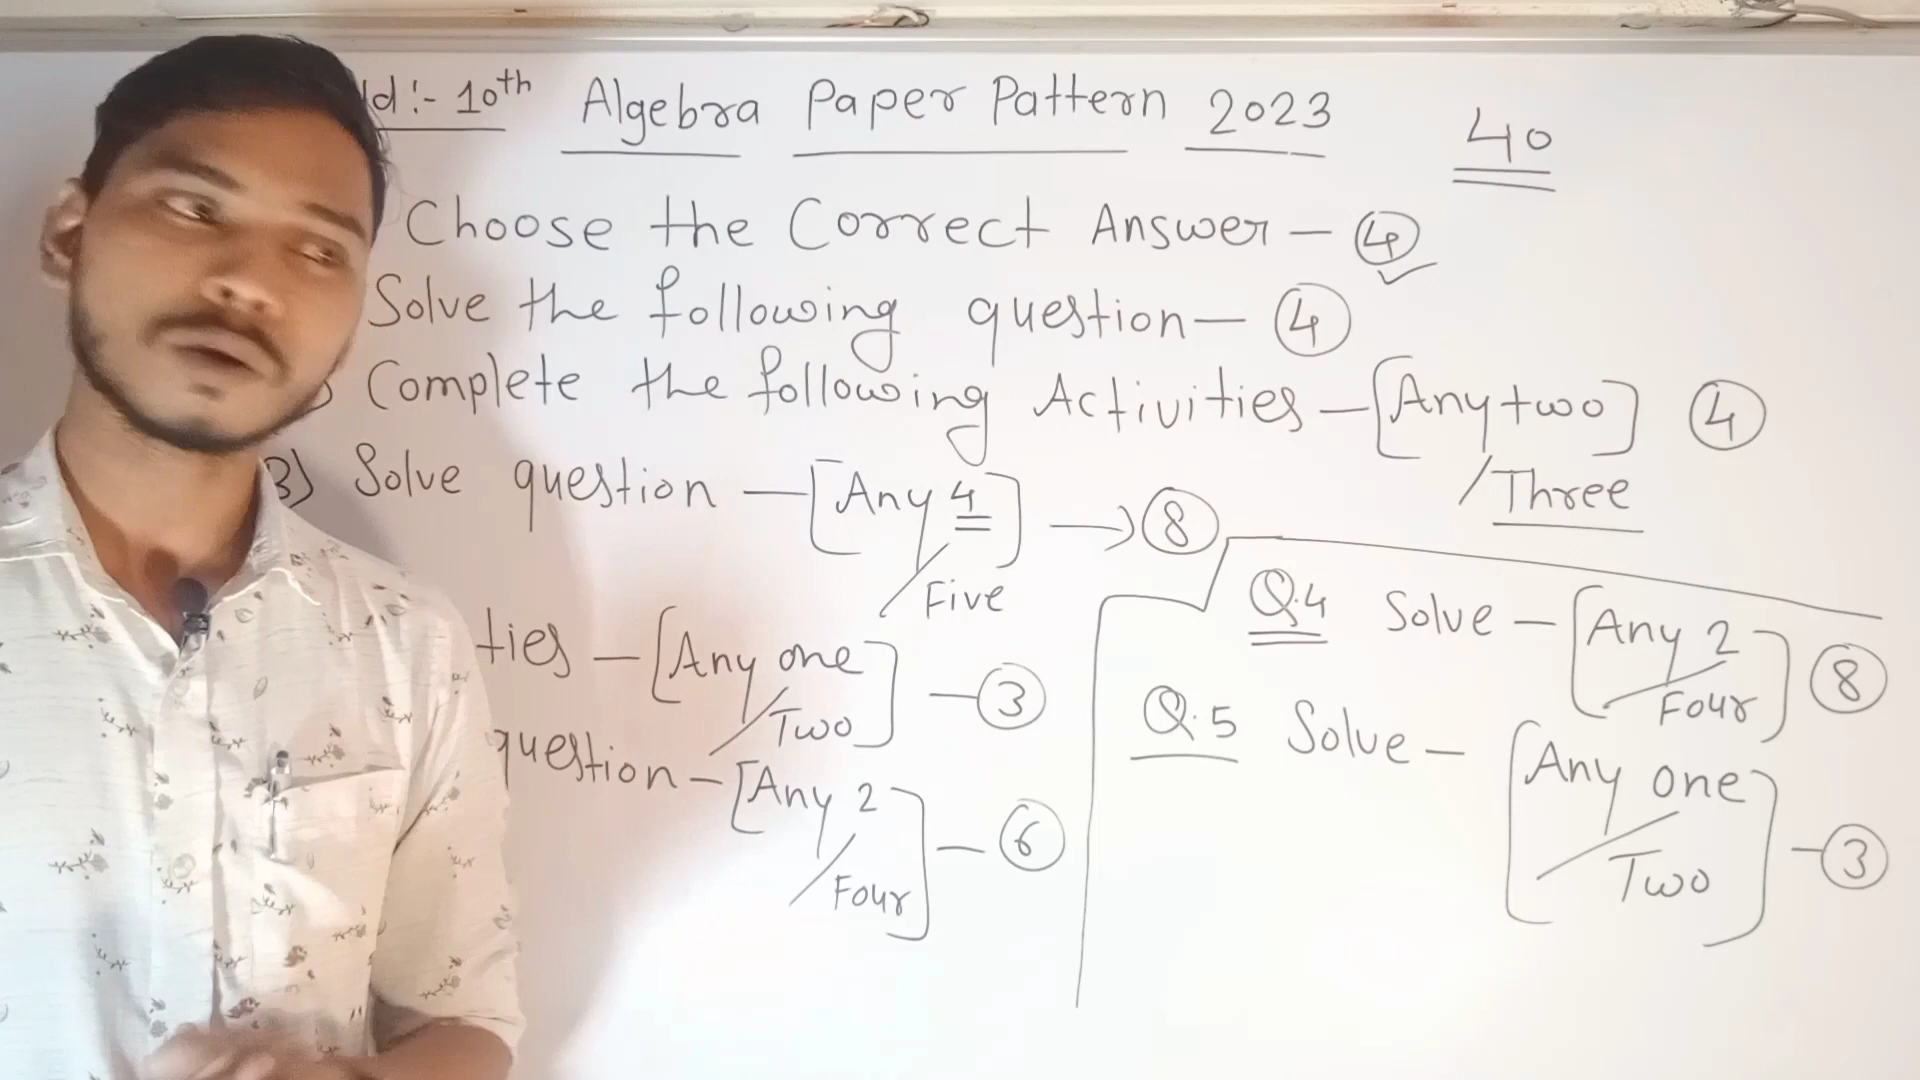 d:- 10th Algebra Paper Pattern 2023 40
Choose the Correct Answer - 4
Solve the following question - 4
Complete the following Activities - [Any two / Three] 4
B) Solve question - [Any 4 / Five] → 8
ties - [Any one / Two] - 3
question - [Any 2 / Four] - 6
Q.4 Solve - [Any 2 / Four] 8
Q.5 Solve - [Any one / Two] - 3